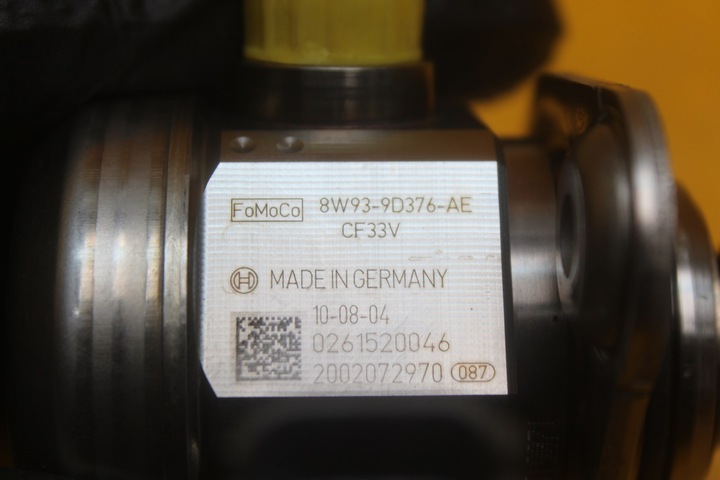 FoMoCo 8W93-9D376-AE
CF33V
MADE IN GERMANY
10-08-04
0261520046
2002072970 087